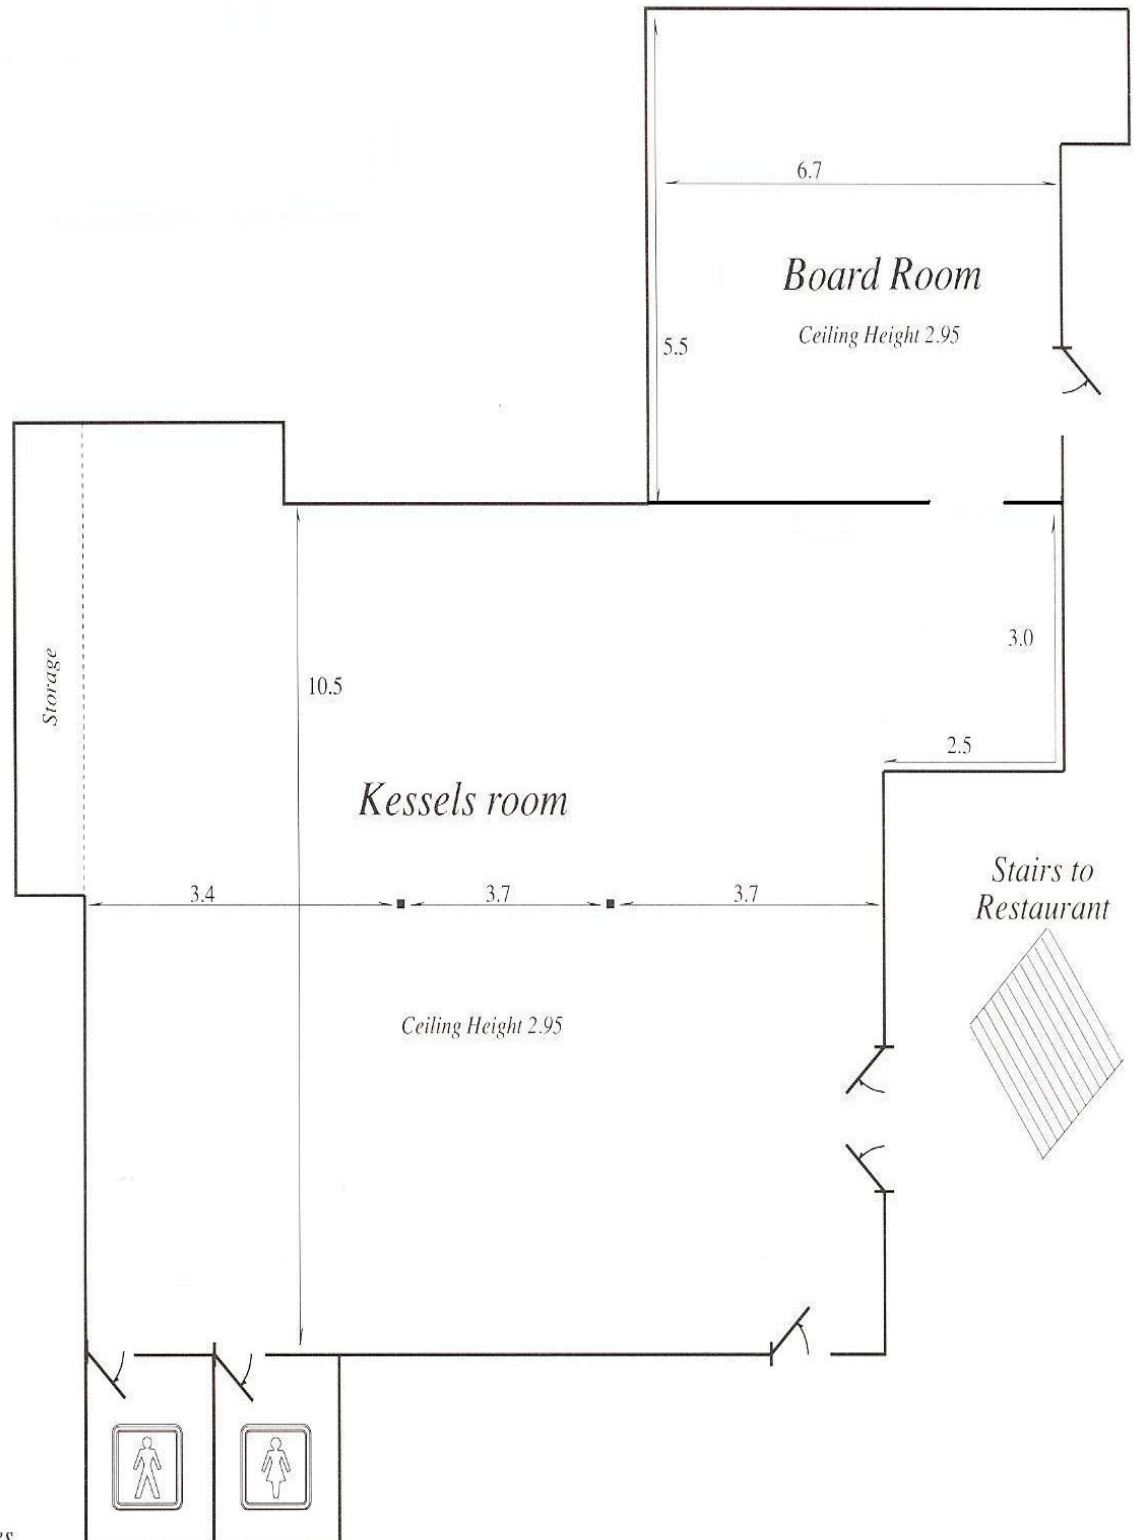 6.7
Board Room
Ceiling Height 2.95
5.5
3.0
Storage
10.5
2.5
Kessels room
Stairs to
Restaurant
3.4
3.7
3.7
Ceiling Height 2.95